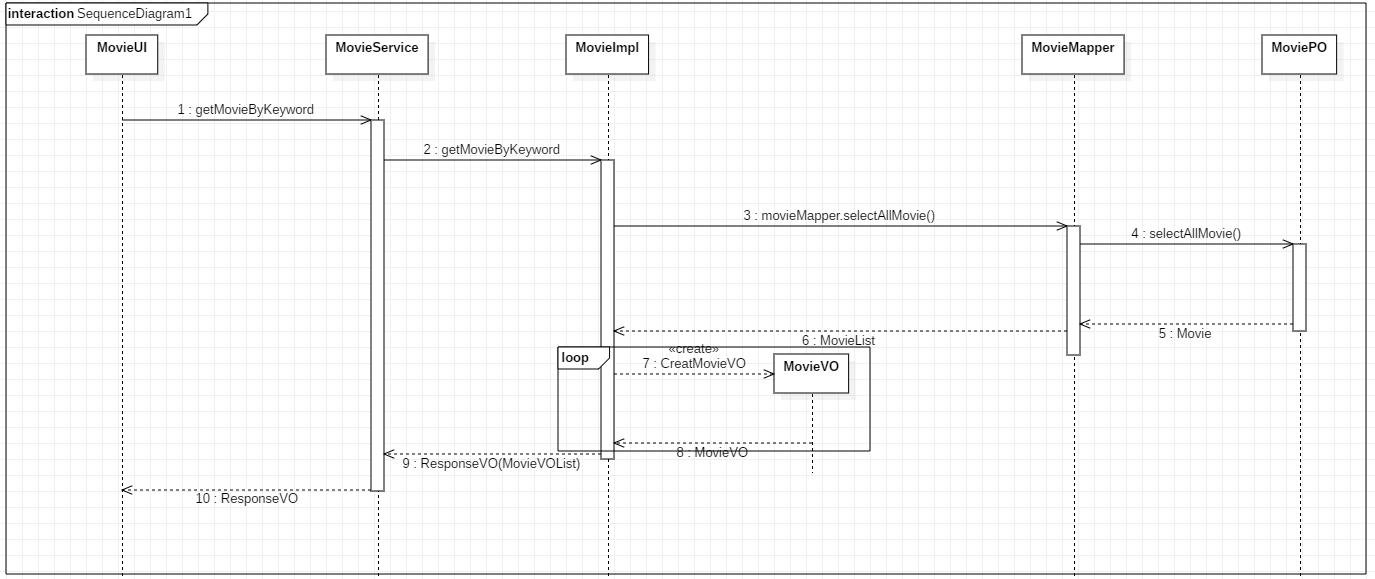 interaction SequenceDiagram1
MovieUI
MovieService
MovieImpl
MovieMapper
MoviePO
1 : getMovieByKeyword
2 : getMovieByKeyword
3 : movieMapper.selectAllMovie()
4 : selectAllMovie()
5 : Movie
6 : MovieList
loop
«create»
7 : CreatMovieVO
MovieVO
8 : MovieVO
9 : ResponseVO(MovieVOList)
10 : ResponseVO